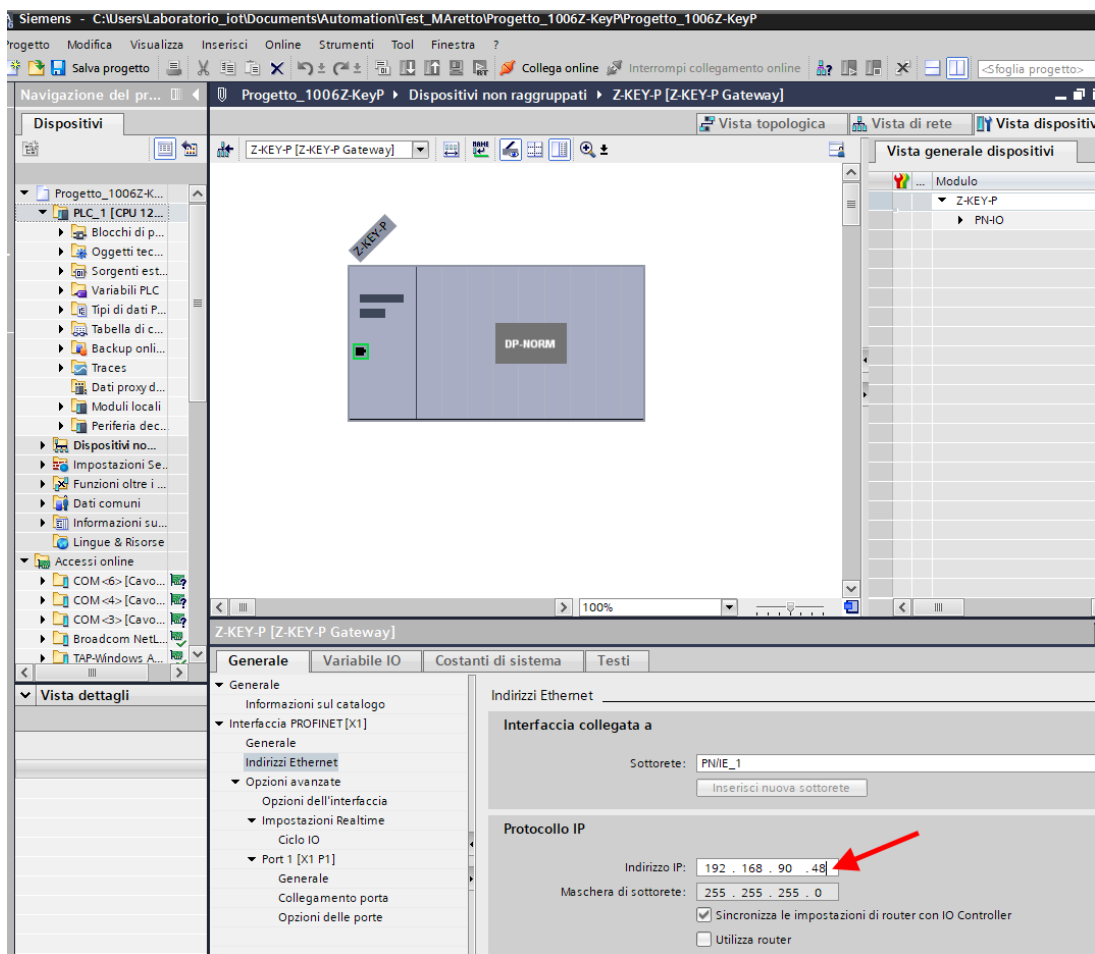 Siemens - C:\Users\Laboratorio_iot\Documents\Automation\Test_MAretto\Progetto_1006Z-KeyP\Progetto_1006Z-KeyP
Progetto Modifica Visualizza Inserisci Online Strumenti Tool Finestra ?
Salva progetto Collega online Interrompi collegamento online <Sfoglia progetto>
Navigazione del pr... Progetto_1006Z-KeyP Dispositivi non raggruppati Z-KEY-P [Z-KEY-P Gateway]
Dispositivi
Vista topologica Vista di rete Vista dispositiv
Z-KEY-P [Z-KEY-P Gateway]
Vista generale dispositivi
... Modulo
Z-KEY-P
PN-IO
Progetto_1006Z-K...
PLC_1 [CPU 12...
Blocchi di p...
Oggetti tec...
Sorgenti est...
Variabili PLC
Tipi di dati P...
Tabella di c...
Backup onli...
Traces
Dati proxy d...
Moduli locali
Periferia dec...
Dispositivi no...
Impostazioni Se..
Funzioni oltre i ...
Dati comuni
Informazioni su...
Lingue & Risorse
Accessi online
COM <6> [Cavo...
COM <4> [Cavo...
COM <3> [Cavo...
Broadcom NetL...
TAP-Windows A...
Vista dettagli
Z-KEY-P
DP-NORM
100%
Z-KEY-P [Z-KEY-P Gateway]
Generale Variabile IO Costanti di sistema Testi
Generale
Informazioni sul catalogo
Interfaccia PROFINET [X1]
Generale
Indirizzi Ethernet
Opzioni avanzate
Opzioni dell'interfaccia
Impostazioni Realtime
Ciclo IO
Port 1 [X1 P1]
Generale
Collegamento porta
Opzioni delle porte
Indirizzi Ethernet
Interfaccia collegata a
Sottorete: PN/IE_1
Inserisci nuova sottorete
Protocollo IP
Indirizzo IP: 192 . 168 . 90 . 48
Maschera di sottorete: 255 . 255 . 255 . 0
Sincronizza le impostazioni di router con IO Controller
Utilizza router